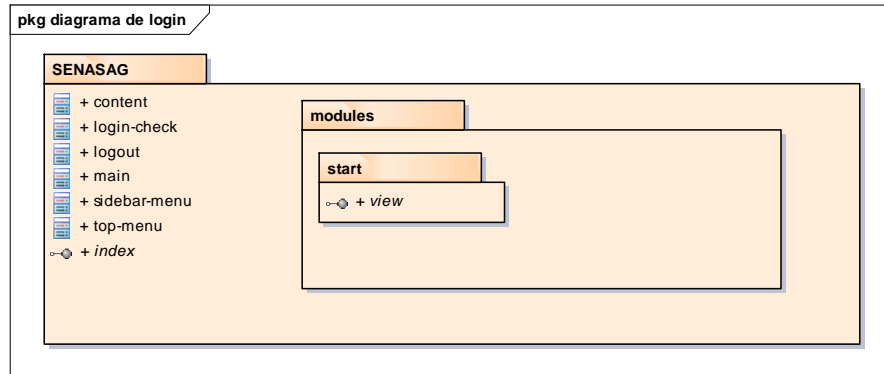 pkg diagrama de login
SENASAG
+ content
+ login-check
+ logout
+ main
+ sidebar-menu
+ top-menu
+ index
modules
start
+ view